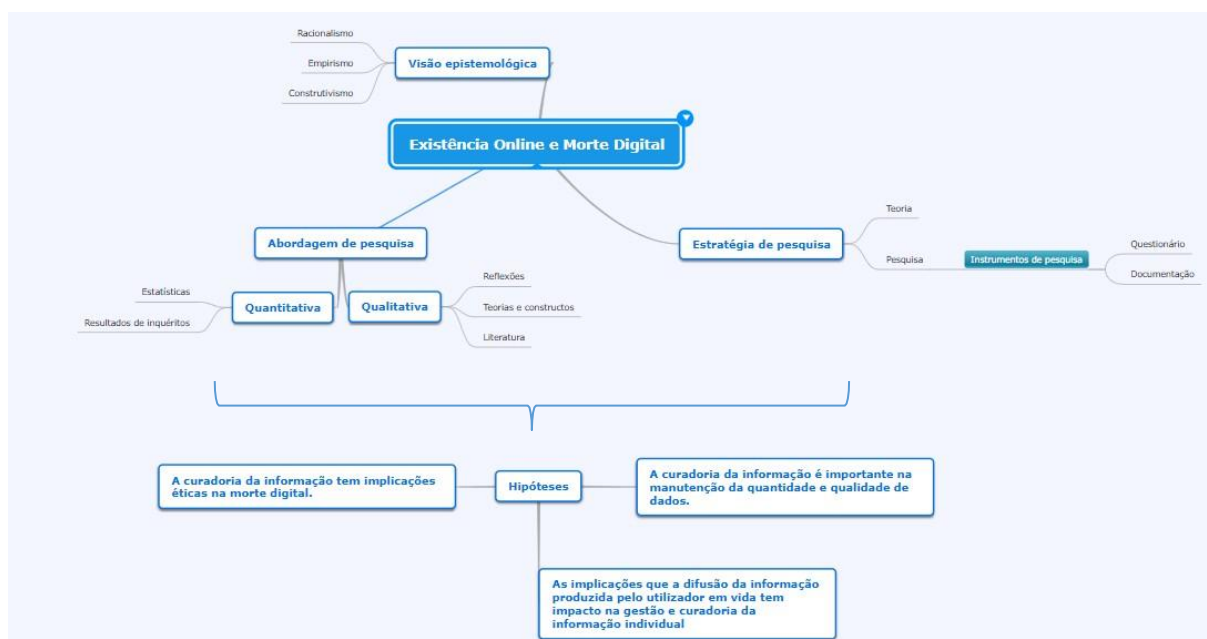 Racionalismo
Empirismo
Construtivismo
Visão epistemológica
Existência Online e Morte Digital
Abordagem de pesquisa
Estatísticas
Resultados de inquéritos
Quantitativa
Qualitativa
Reflexões
Teorias e constructos
Literatura
Estratégia de pesquisa
Teoria
Pesquisa
Instrumentos de pesquisa
Questionário
Documentação
A curadoria da informação tem implicações
éticas na morte digital.
Hipóteses
A curadoria da informação é importante na
manutenção da quantidade e qualidade de
dados.
As implicações que a difusão da informação
produzida pelo utilizador em vida tem
impacto na gestão e curadoria da
informação individual